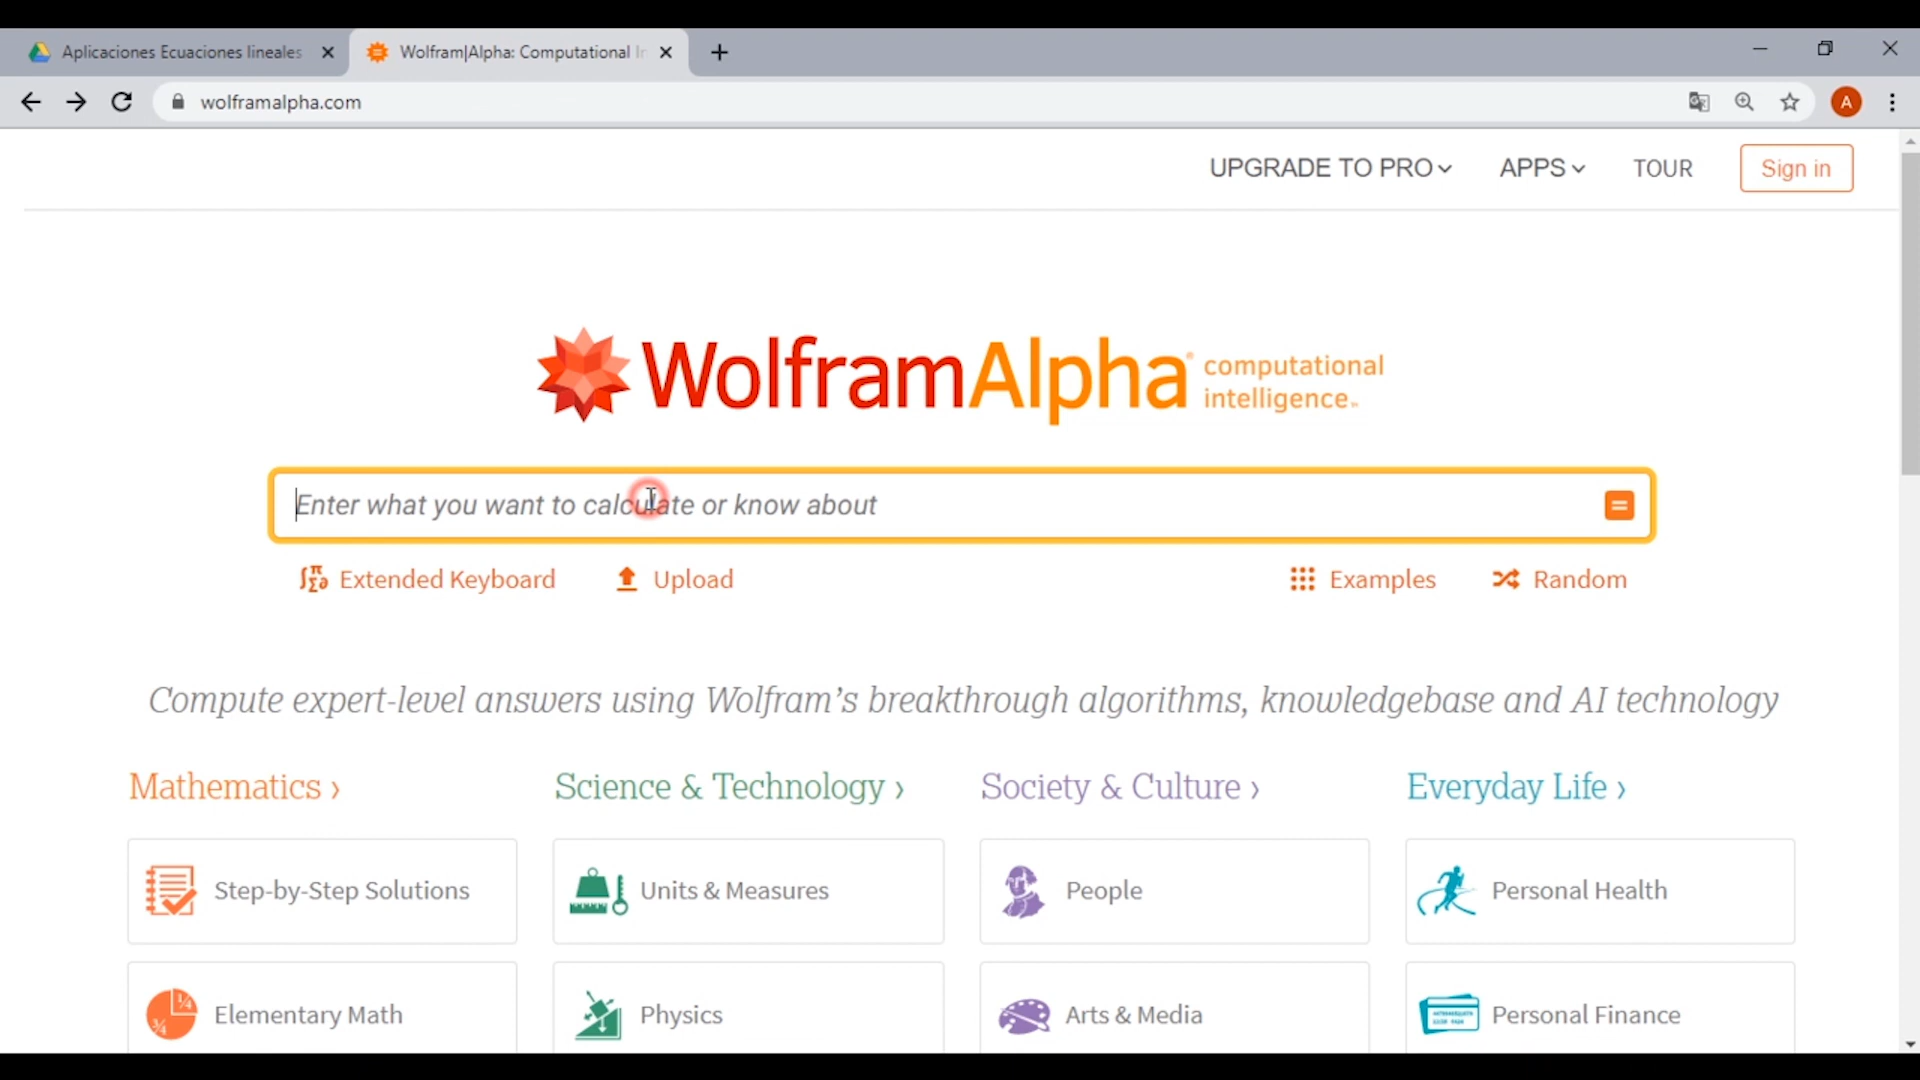 Aplicaciones Ecuaciones lineales
Wolfram|Alpha: Computational In
wolframalpha.com
A
UPGRADE TO PRO
APPS
TOUR
Sign in
WolframAlpha computational intelligence.
Enter what you want to calculate or know about
=
Extended Keyboard
Upload
Examples
Random
Compute expert-level answers using Wolfram's breakthrough algorithms, knowledgebase and AI technology
Mathematics ›
Science & Technology ›
Society & Culture ›
Everyday Life ›
Step-by-Step Solutions
Units & Measures
People
Personal Health
Elementary Math
Physics
Arts & Media
Personal Finance